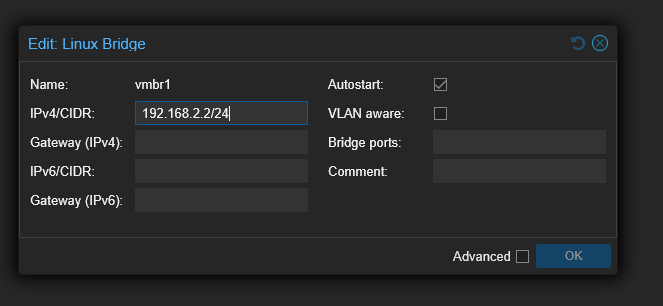 Edit: Linux Bridge
Name: vmbr1 Autostart:
IPv4/CIDR: 192.168.2.2/24 VLAN aware:
Gateway (IPv4): Bridge ports:
IPv6/CIDR: Comment:
Gateway (IPv6):
Advanced OK